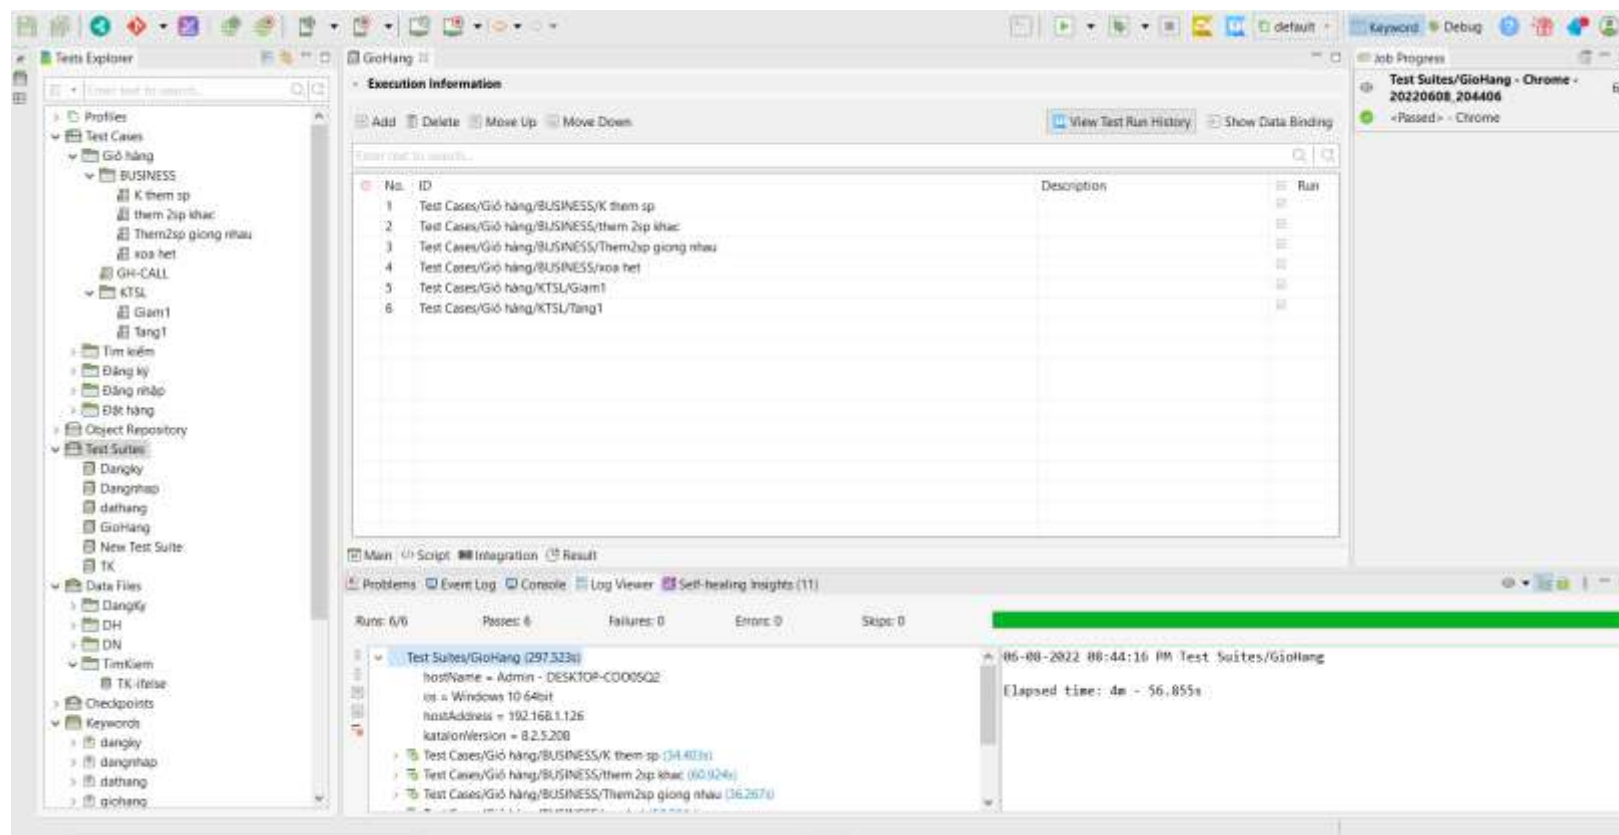 default
Keyword
Debug
Tests Explorer
Enter text to search...
Profiles
Test Cases
Giỏ hàng
BUSINESS
K them sp
them 2sp khac
Them2sp giong nhau
xoa het
GH-CALL
KTSL
Giam1
Tang1
Tìm kiếm
Đăng ký
Đăng nhập
Đặt hàng
Object Repository
Test Suites
Dangky
Dangnhap
dathang
GioHang
New Test Suite
TK
Data Files
DangKy
DH
DN
TimKiem
TK-ifelse
Checkpoints
Keywords
dangky
dangnhap
dathang
giohang
GioHang
Execution Information
Add Delete Move Up Move Down
View Test Run History
Show Data Binding
Enter text to search...
No. ID Description Run
1 Test Cases/Giỏ hàng/BUSINESS/K them sp
2 Test Cases/Giỏ hàng/BUSINESS/them 2sp khac
3 Test Cases/Giỏ hàng/BUSINESS/Them2sp giong nhau
4 Test Cases/Giỏ hàng/BUSINESS/xoa het
5 Test Cases/Giỏ hàng/KTSL/Giam1
6 Test Cases/Giỏ hàng/KTSL/Tang1
Main Script Integration Result
Problems Event Log Console Log Viewer Self-healing Insights (11)
Runs: 6/6 Passes: 6 Failures: 0 Errors: 0 Skips: 0
Test Suites/GioHang (297.523s)
hostName = Admin - DESKTOP-COO0SQ2
os = Windows 10 64bit
hostAddress = 192.168.1.126
katalonVersion = 8.2.5.208
Test Cases/Giỏ hàng/BUSINESS/K them sp (34.403s)
Test Cases/Giỏ hàng/BUSINESS/them 2sp khac (60.924s)
Test Cases/Giỏ hàng/BUSINESS/Them2sp giong nhau (36.267s)
06-08-2022 08:44:16 PM Test Suites/GioHang
Elapsed time: 4m - 56.855s
Job Progress
Test Suites/GioHang - Chrome -
20220608_204406
<Passed> - Chrome